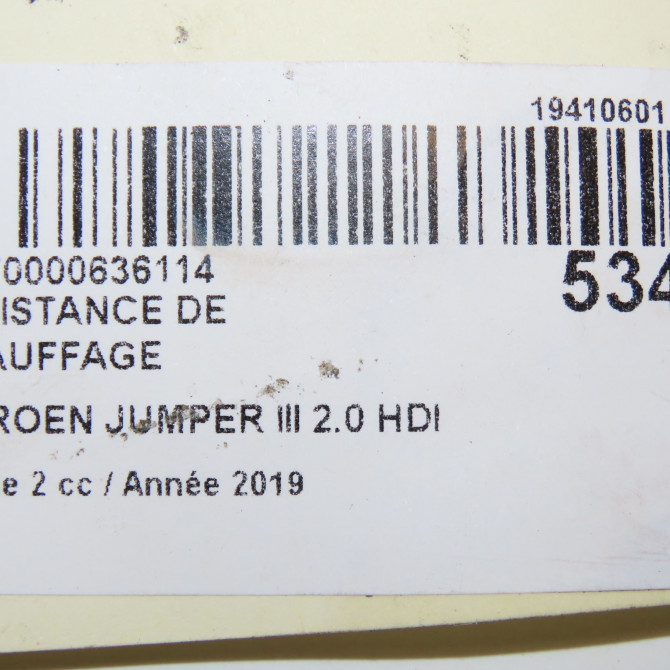 19410601
0000636114
534
ISTANCE DE
AUFFAGE
ROEN JUMPER III 2.0 HDI
e 2 cc / Année 2019